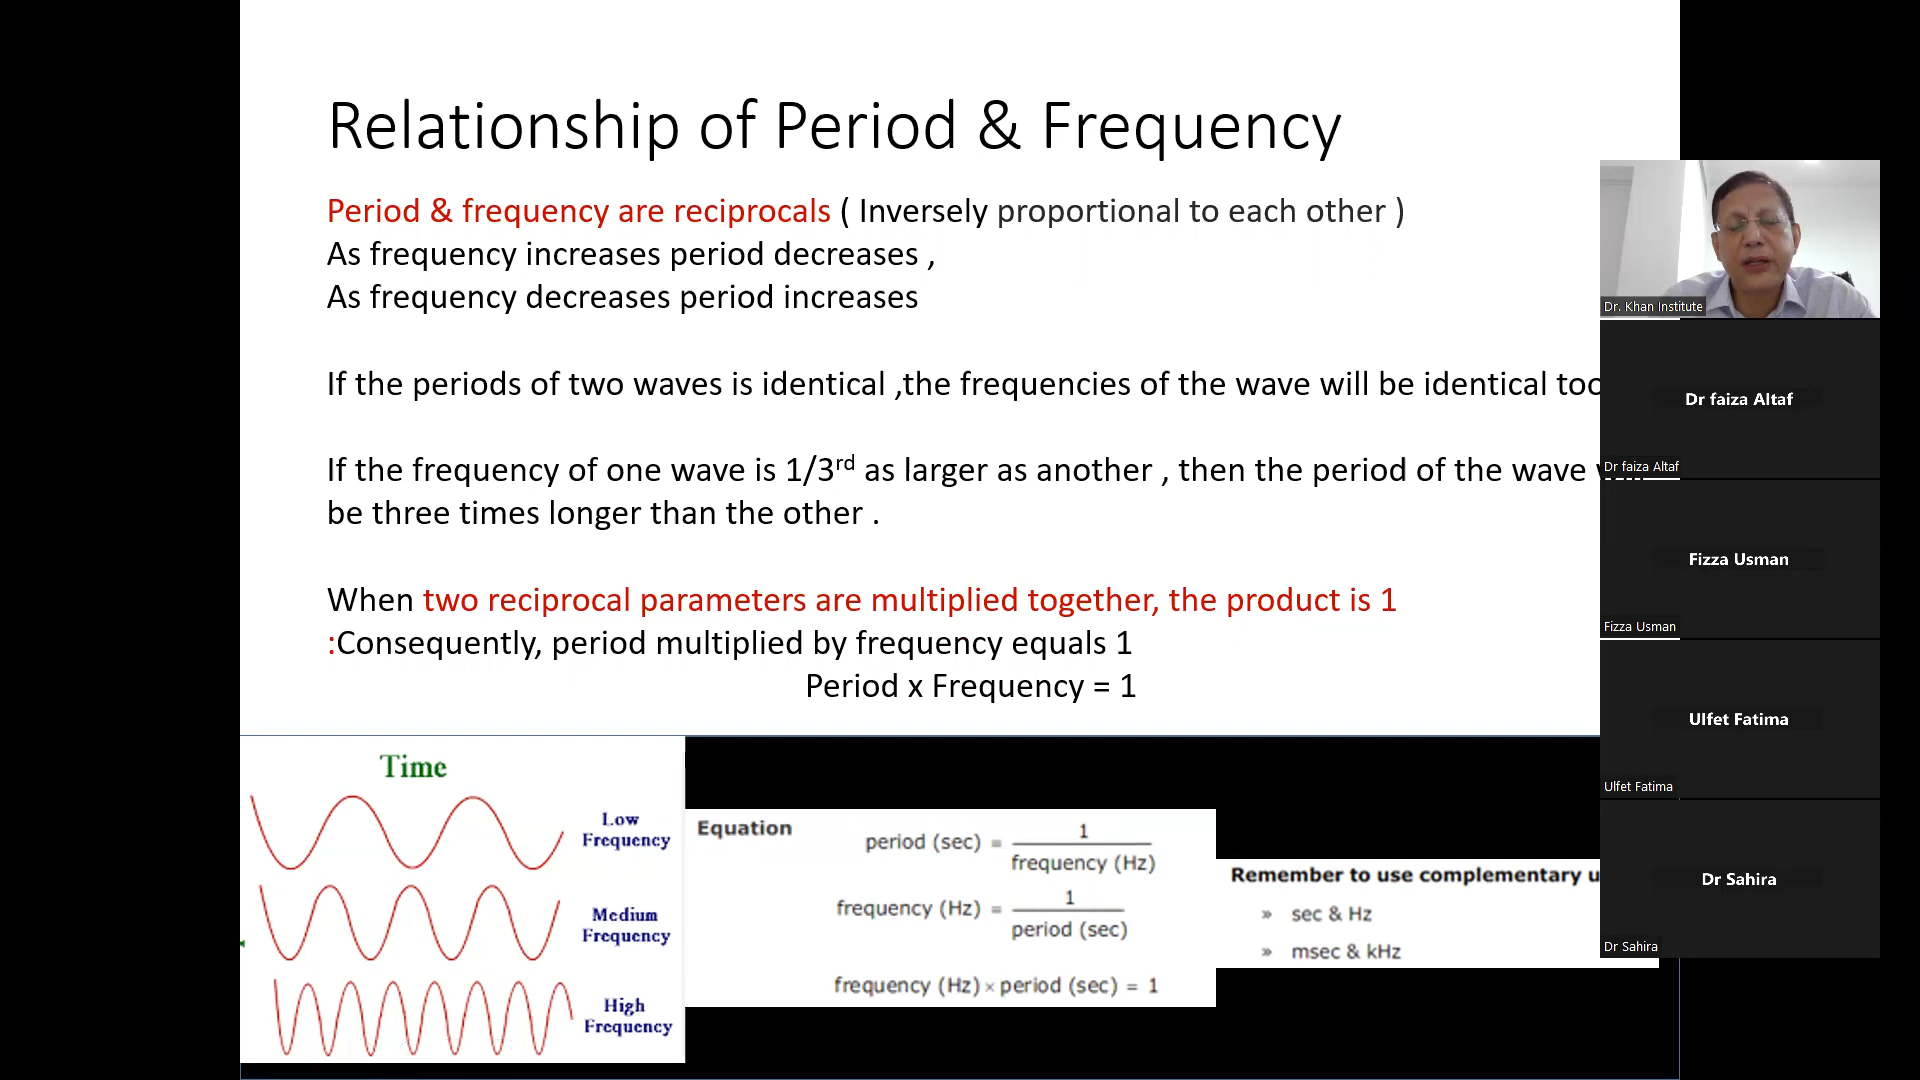 Relationship of Period & Frequency
Period & frequency are reciprocals ( Inversely proportional to each other )
As frequency increases period decreases ,
As frequency decreases period increases
If the periods of two waves is identical ,the frequencies of the wave will be identical too
If the frequency of one wave is 1/3rd as larger as another , then the period of the wave
be three times longer than the other .
When two reciprocal parameters are multiplied together, the product is 1
:Consequently, period multiplied by frequency equals 1
Period x Frequency = 1
Time
Low
Frequency
Medium
Frequency
High
Frequency
Equation
period (sec) = 1 / frequency (Hz)
frequency (Hz) = 1 / period (sec)
frequency (Hz) × period (sec) = 1
Remember to use complementary
» sec & Hz
» msec & kHz
Dr. Khan Institute
Dr faiza Altaf
Dr faiza Altaf
Fizza Usman
Fizza Usman
Ulfet Fatima
Ulfet Fatima
Dr Sahira
Dr Sahira